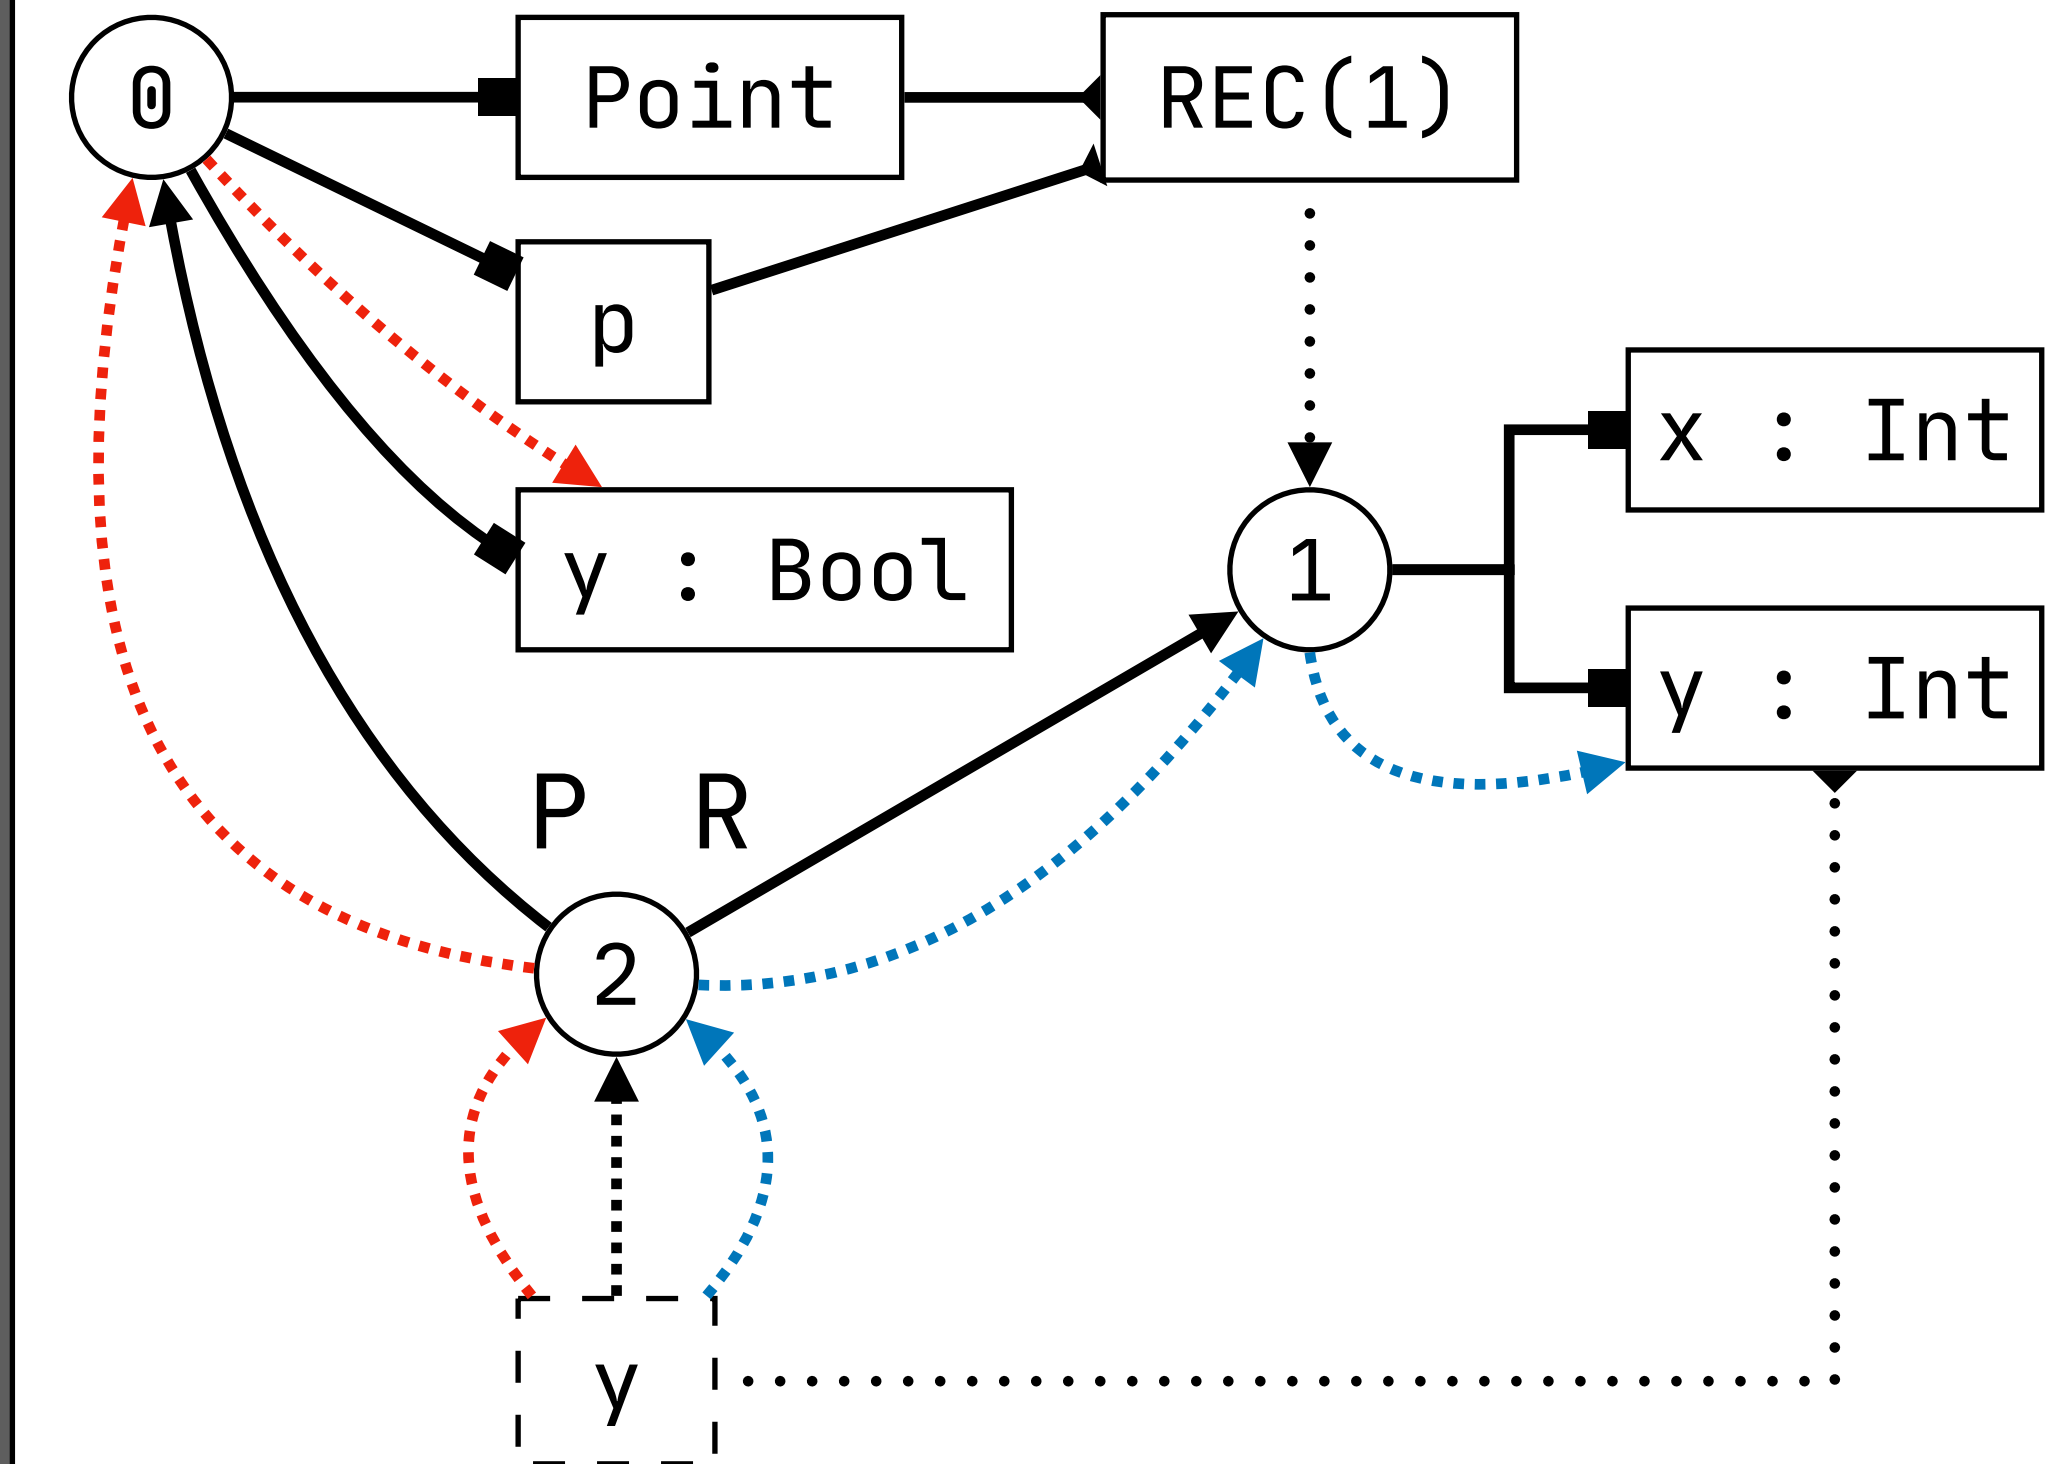 0
Point
REC(1)
p
x : Int
y : Bool
1
y : Int
P
R
2
y